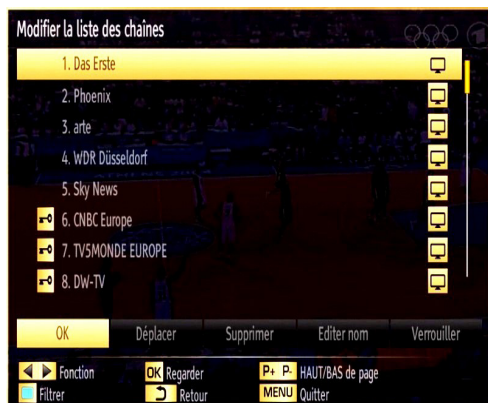 Modifier la liste des chaînes
1. Das Erste
2. Phoenix
3. arte
4. WDR Düsseldorf
5. Sky News
6. CNBC Europe
7. TV5MONDE EUROPE
8. DW-TV
OK Déplacer Supprimer Editer nom Verrouiller
Fonction OK Regarder P+ P- HAUT/BAS de page
Filtrer Retour MENU Quitter